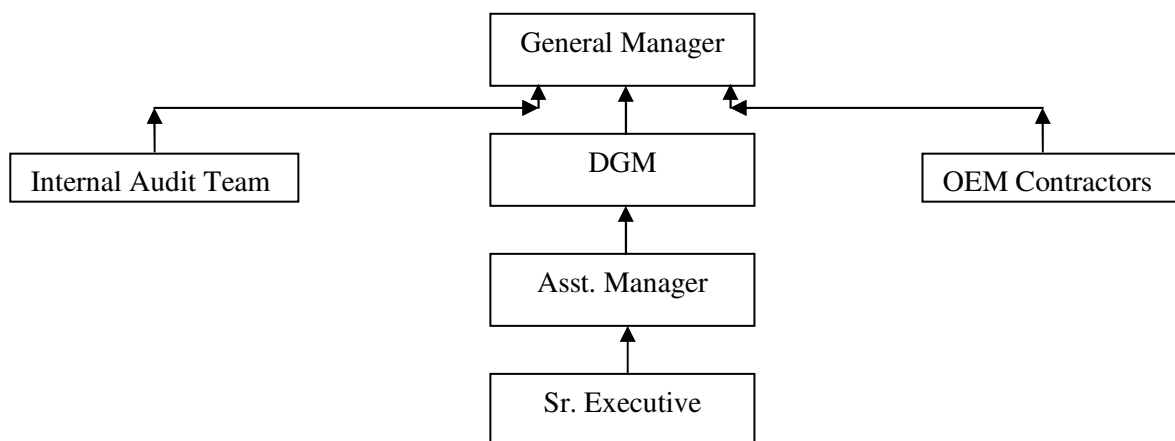 General Manager
DGM
Internal Audit Team
OEM Contractors
Asst. Manager
Sr. Executive